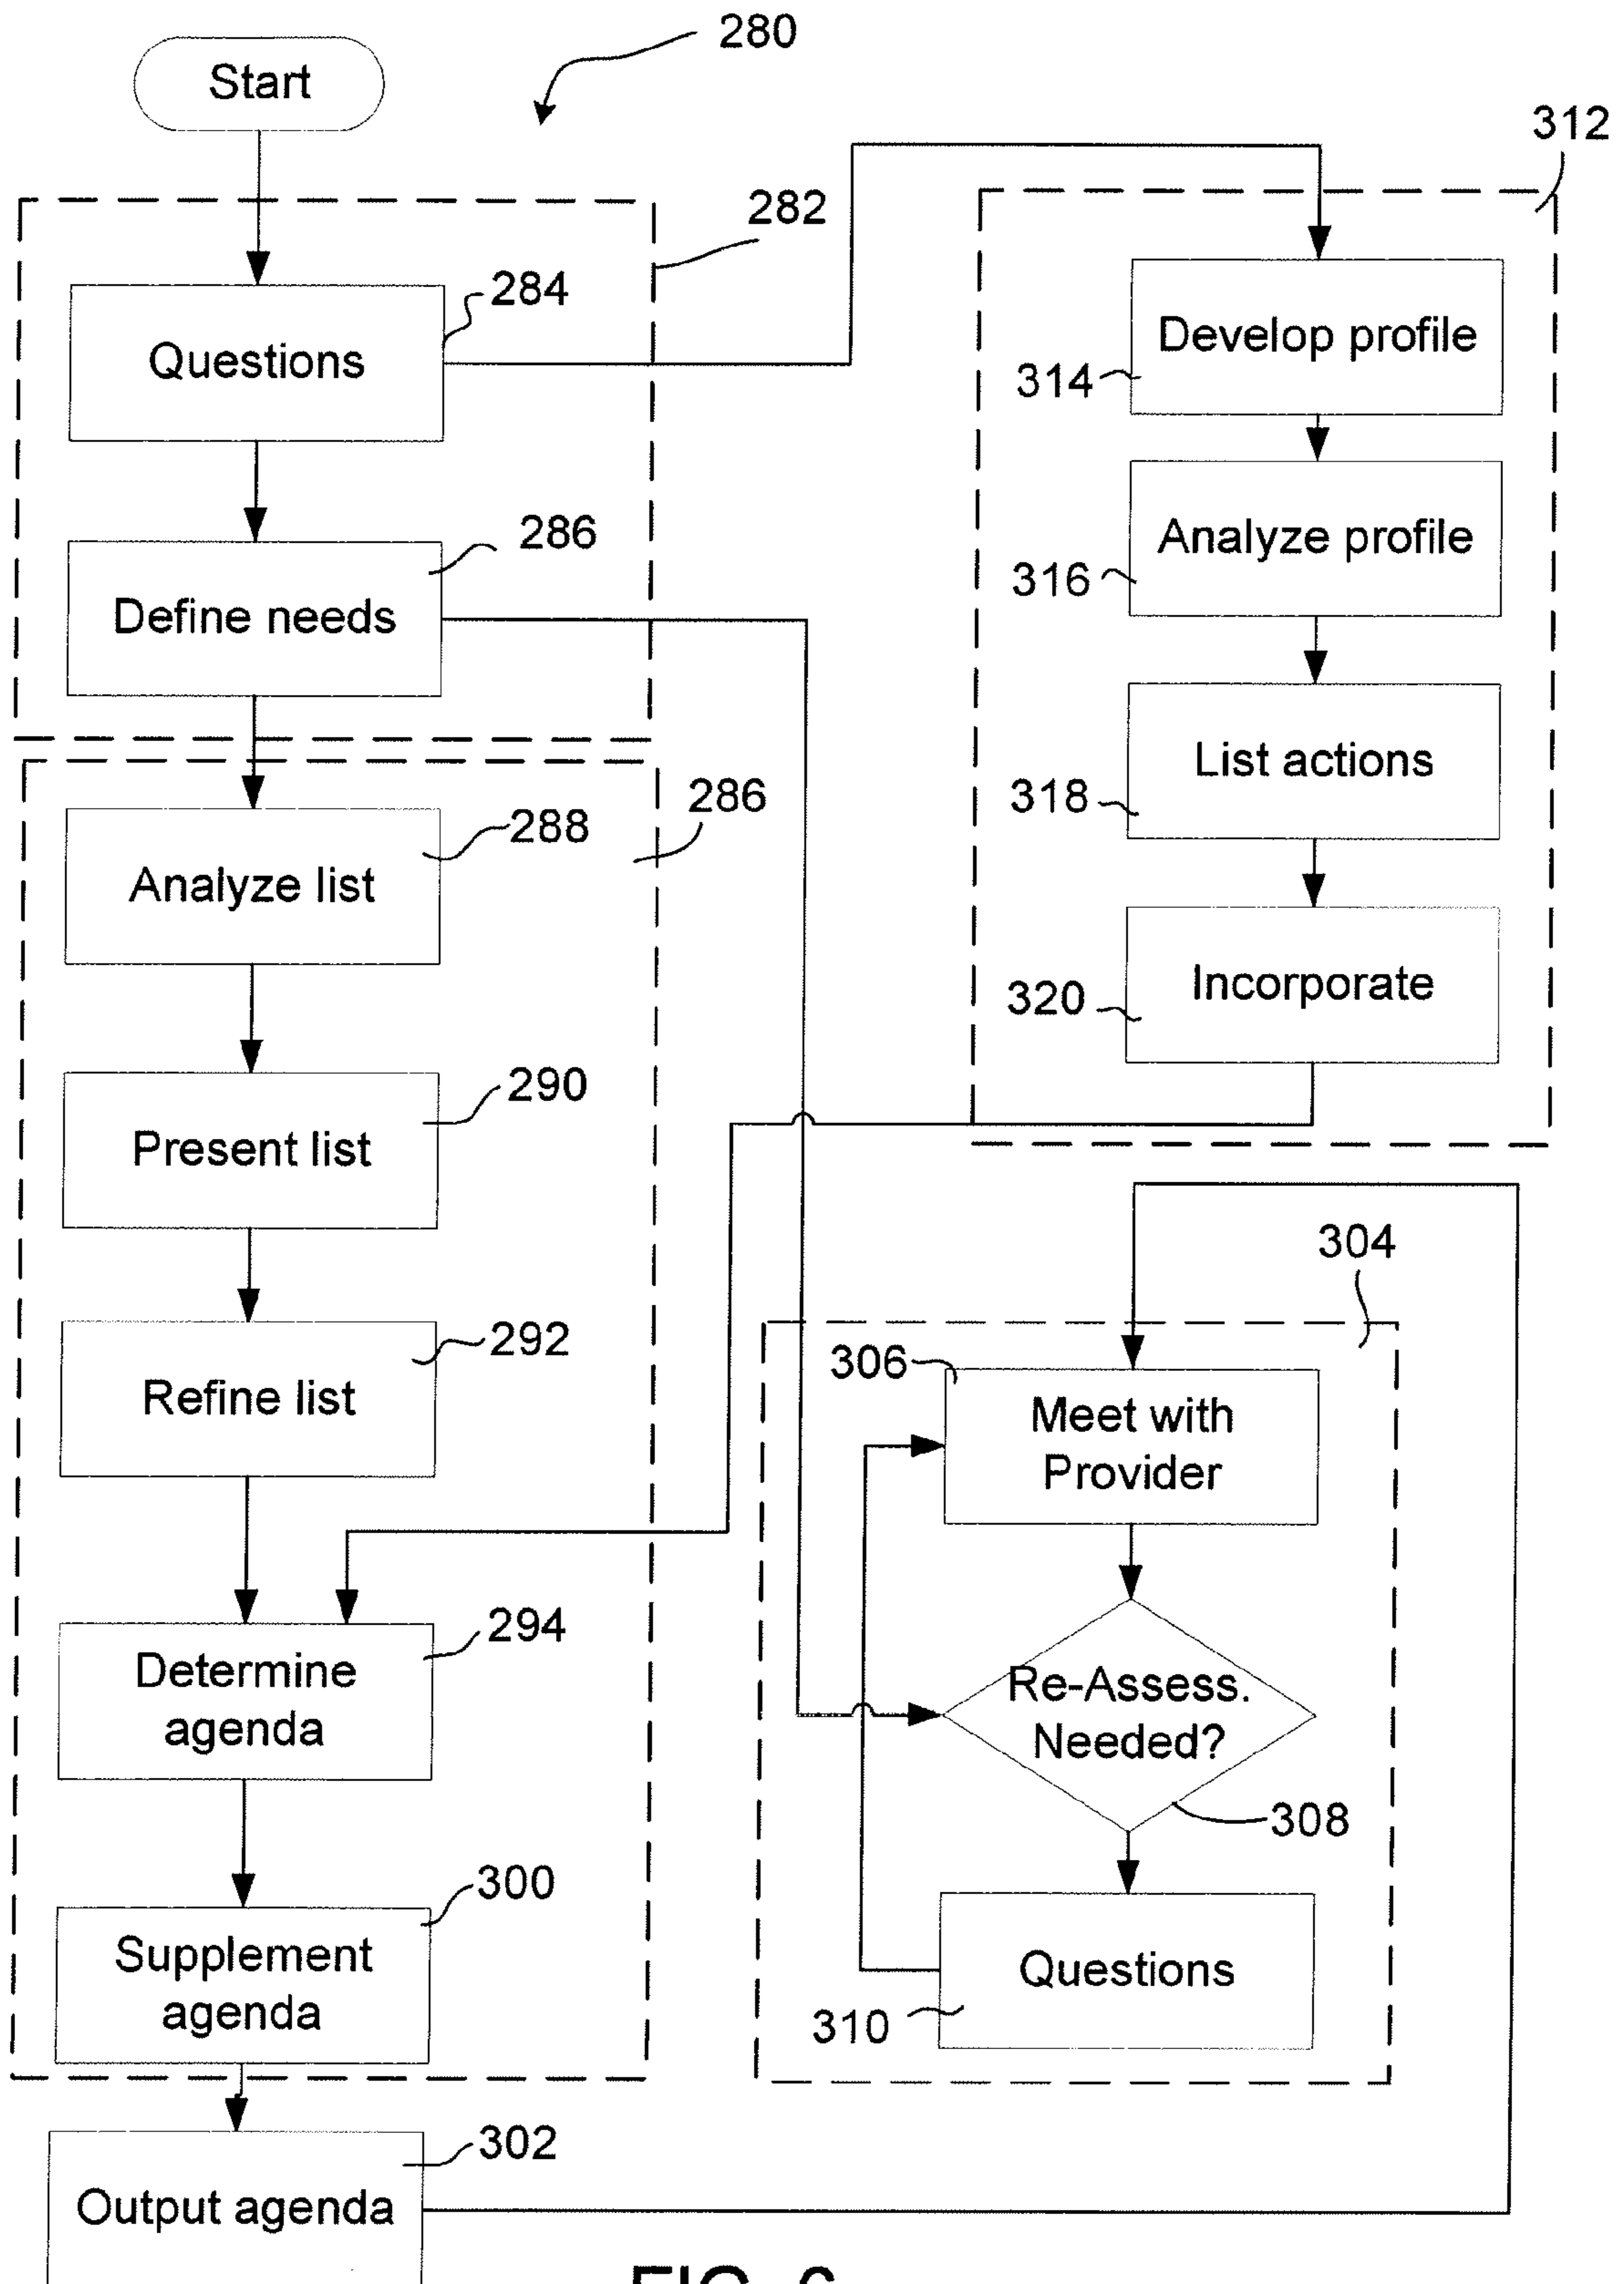 280
Start
312
282
284
Questions
Develop profile
314
286
Define needs
Analyze profile
316
List actions
318
286
288
Analyze list
Incorporate
320
290
Present list
304
292
Refine list
306
Meet with
Provider
294
Determine
agenda
Re-Assess.
Needed?
308
300
Supplement
agenda
Questions
310
302
Output agenda
FIG. 6